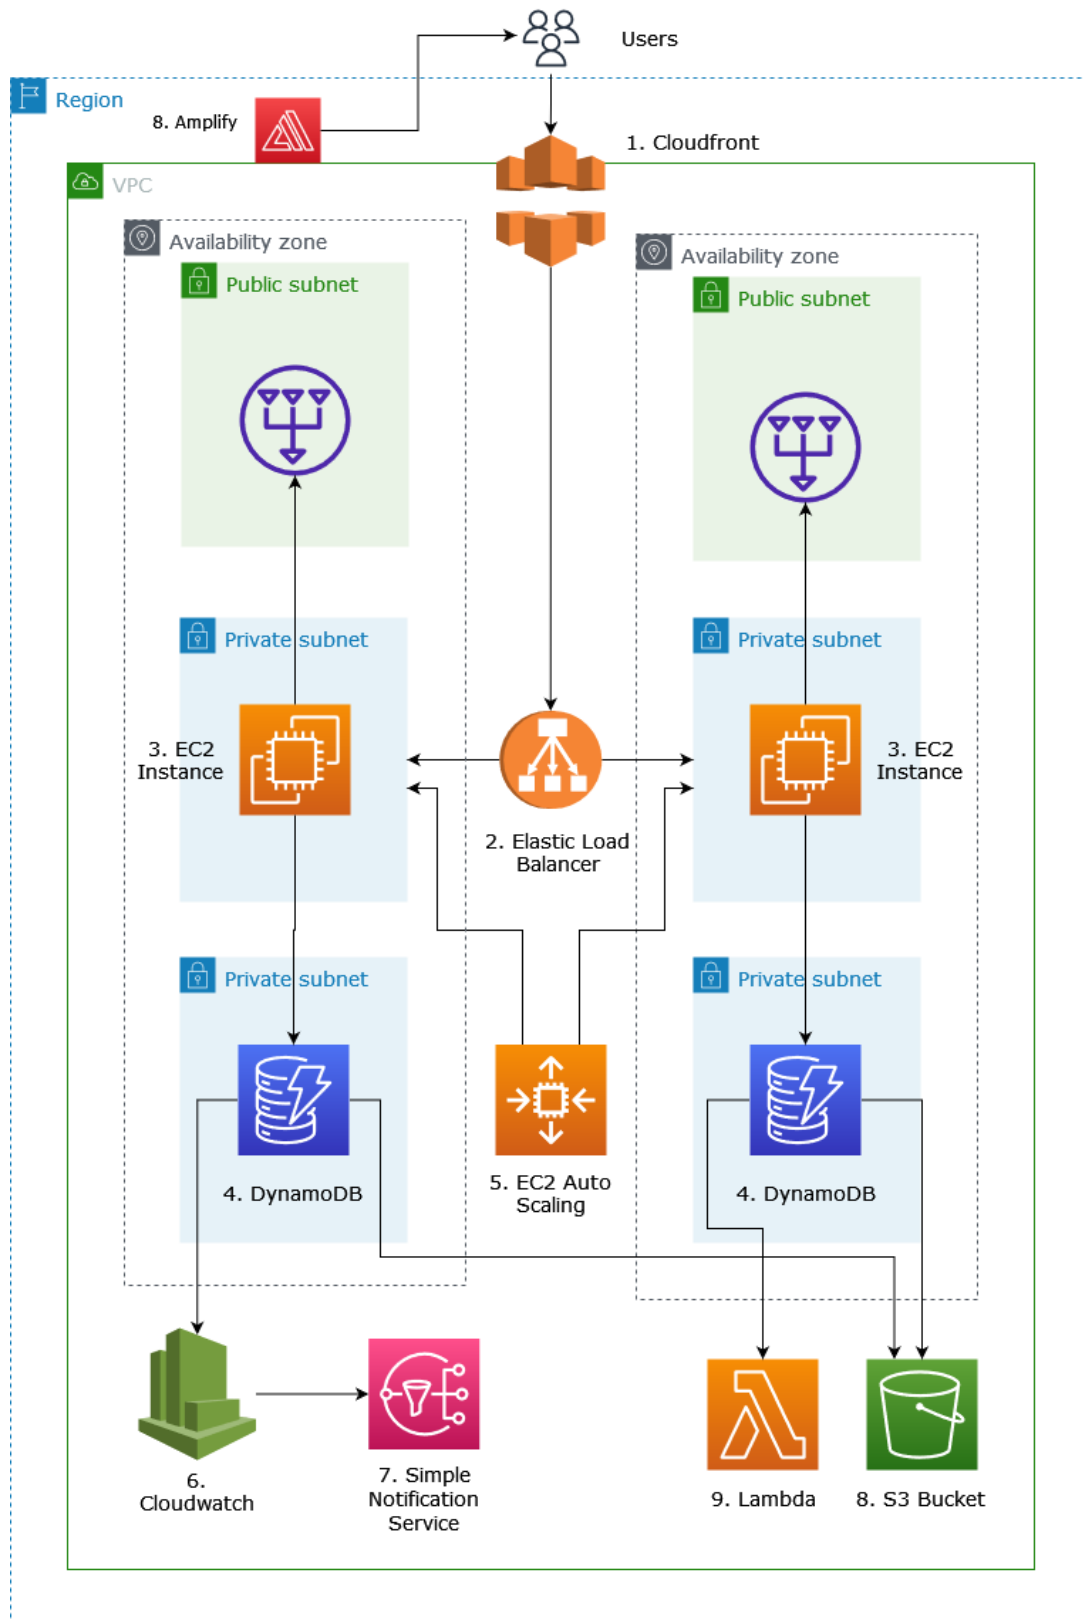 Users
Region
8. Amplify
1. Cloudfront
VPC
Availability zone
Availability zone
Public subnet
Public subnet
Private subnet
Private subnet
3. EC2
Instance
3. EC2
Instance
2. Elastic Load
Balancer
Private subnet
Private subnet
4. DynamoDB
5. EC2 Auto
Scaling
4. DynamoDB
6.
Cloudwatch
7. Simple
Notification
Service
9. Lambda
8. S3 Bucket